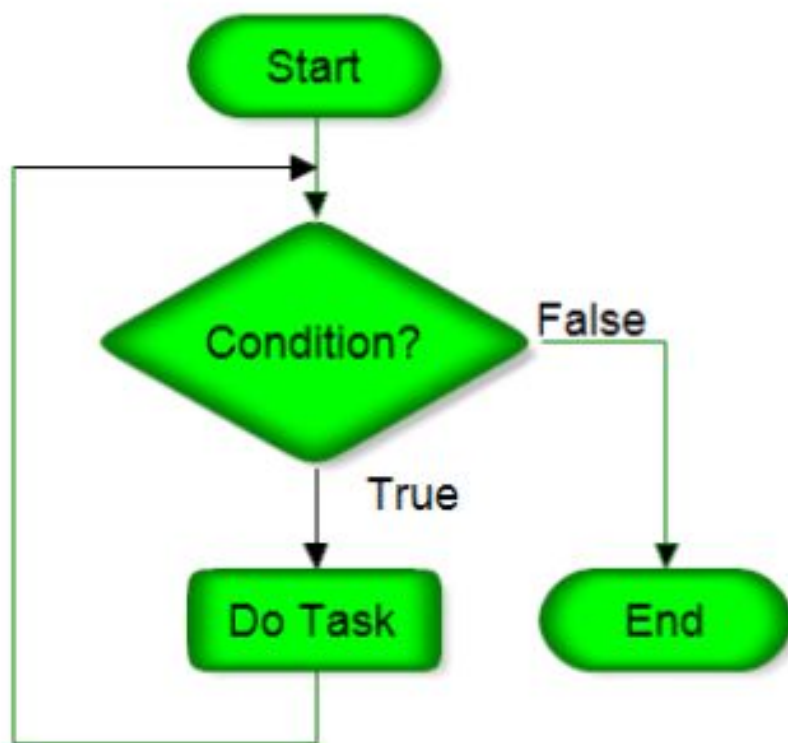 Start
Condition?
False
True
Do Task
End